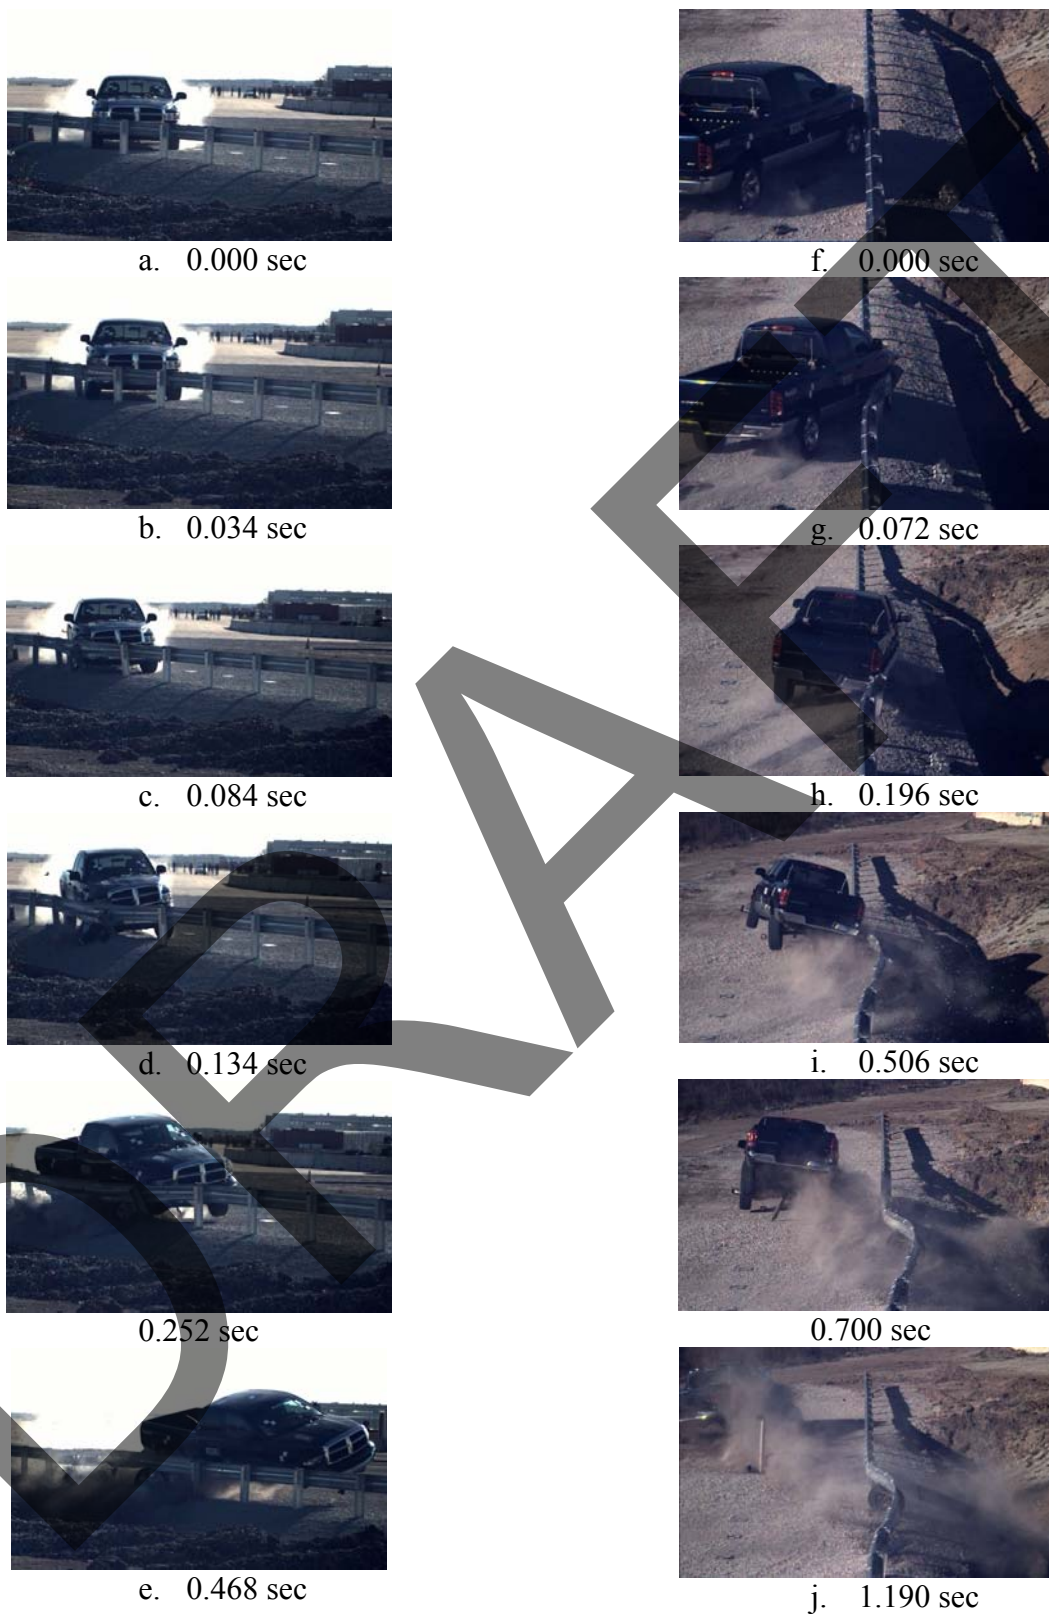 a. 0.000 sec
b. 0.034 sec
c. 0.084 sec
d. 0.134 sec
0.252 sec
e. 0.468 sec
f. 0.000 sec
g. 0.072 sec
h. 0.196 sec
i. 0.506 sec
0.700 sec
j. 1.190 sec
DRAFT